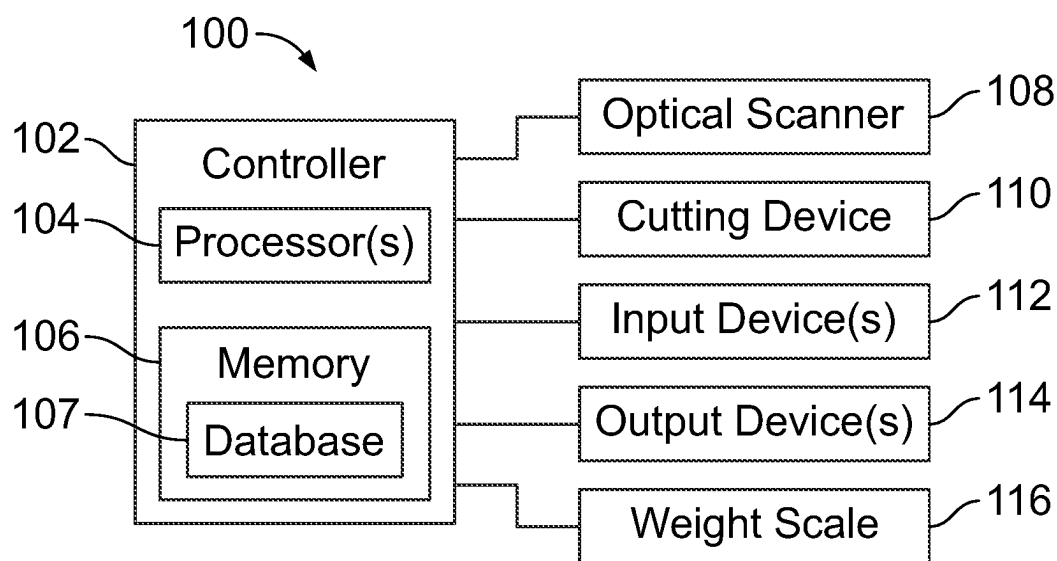 100
102
Controller
104
Processor(s)
106
Memory
107
Database
Optical Scanner
108
Cutting Device
110
Input Device(s)
112
Output Device(s)
114
Weight Scale
116